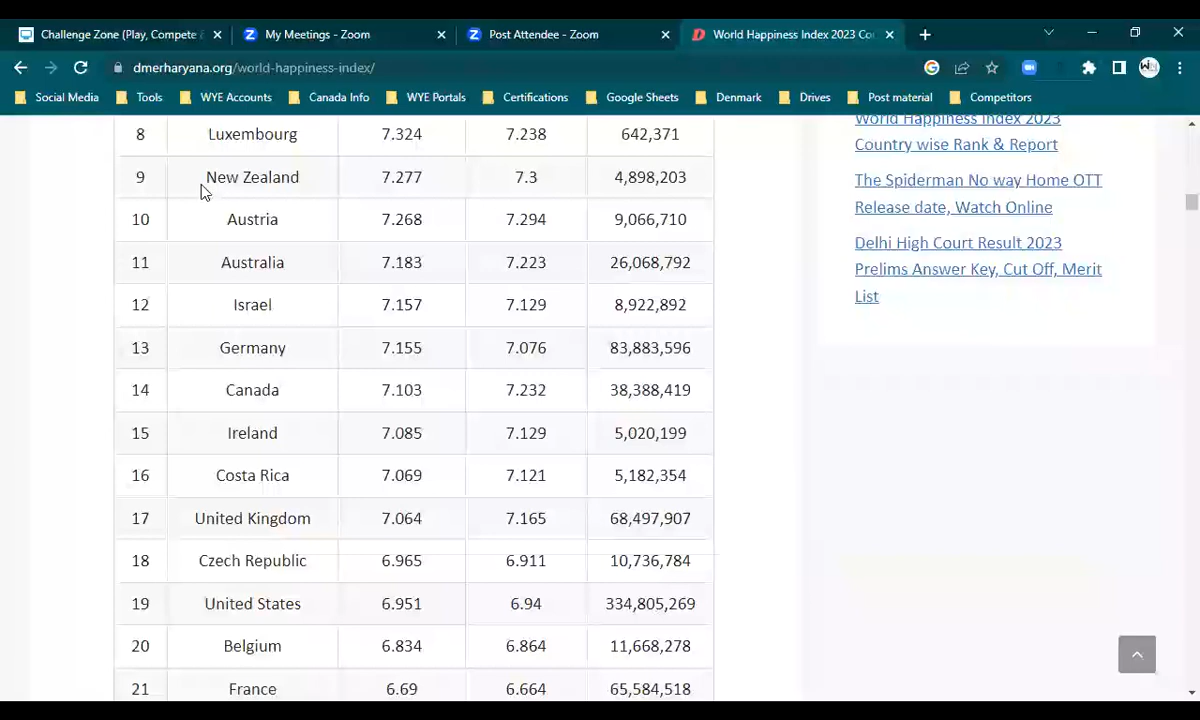 Challenge Zone (Play, Compete
My Meetings - Zoom
Post Attendee - Zoom
World Happiness Index 2023 Co
dmerharyana.org/world-happiness-index/
Social Media Tools WYE Accounts Canada Info WYE Portals Certifications Google Sheets Denmark Drives Post material Competitors
8 Luxembourg 7.324 7.238 642,371
9 New Zealand 7.277 7.3 4,898,203
10 Austria 7.268 7.294 9,066,710
11 Australia 7.183 7.223 26,068,792
12 Israel 7.157 7.129 8,922,892
13 Germany 7.155 7.076 83,883,596
14 Canada 7.103 7.232 38,388,419
15 Ireland 7.085 7.129 5,020,199
16 Costa Rica 7.069 7.121 5,182,354
17 United Kingdom 7.064 7.165 68,497,907
18 Czech Republic 6.965 6.911 10,736,784
19 United States 6.951 6.94 334,805,269
20 Belgium 6.834 6.864 11,668,278
21 France 6.69 6.664 65,584,518
World Happiness Index 2023
Country wise Rank & Report
The Spiderman No way Home OTT
Release date, Watch Online
Delhi High Court Result 2023
Prelims Answer Key, Cut Off, Merit
List